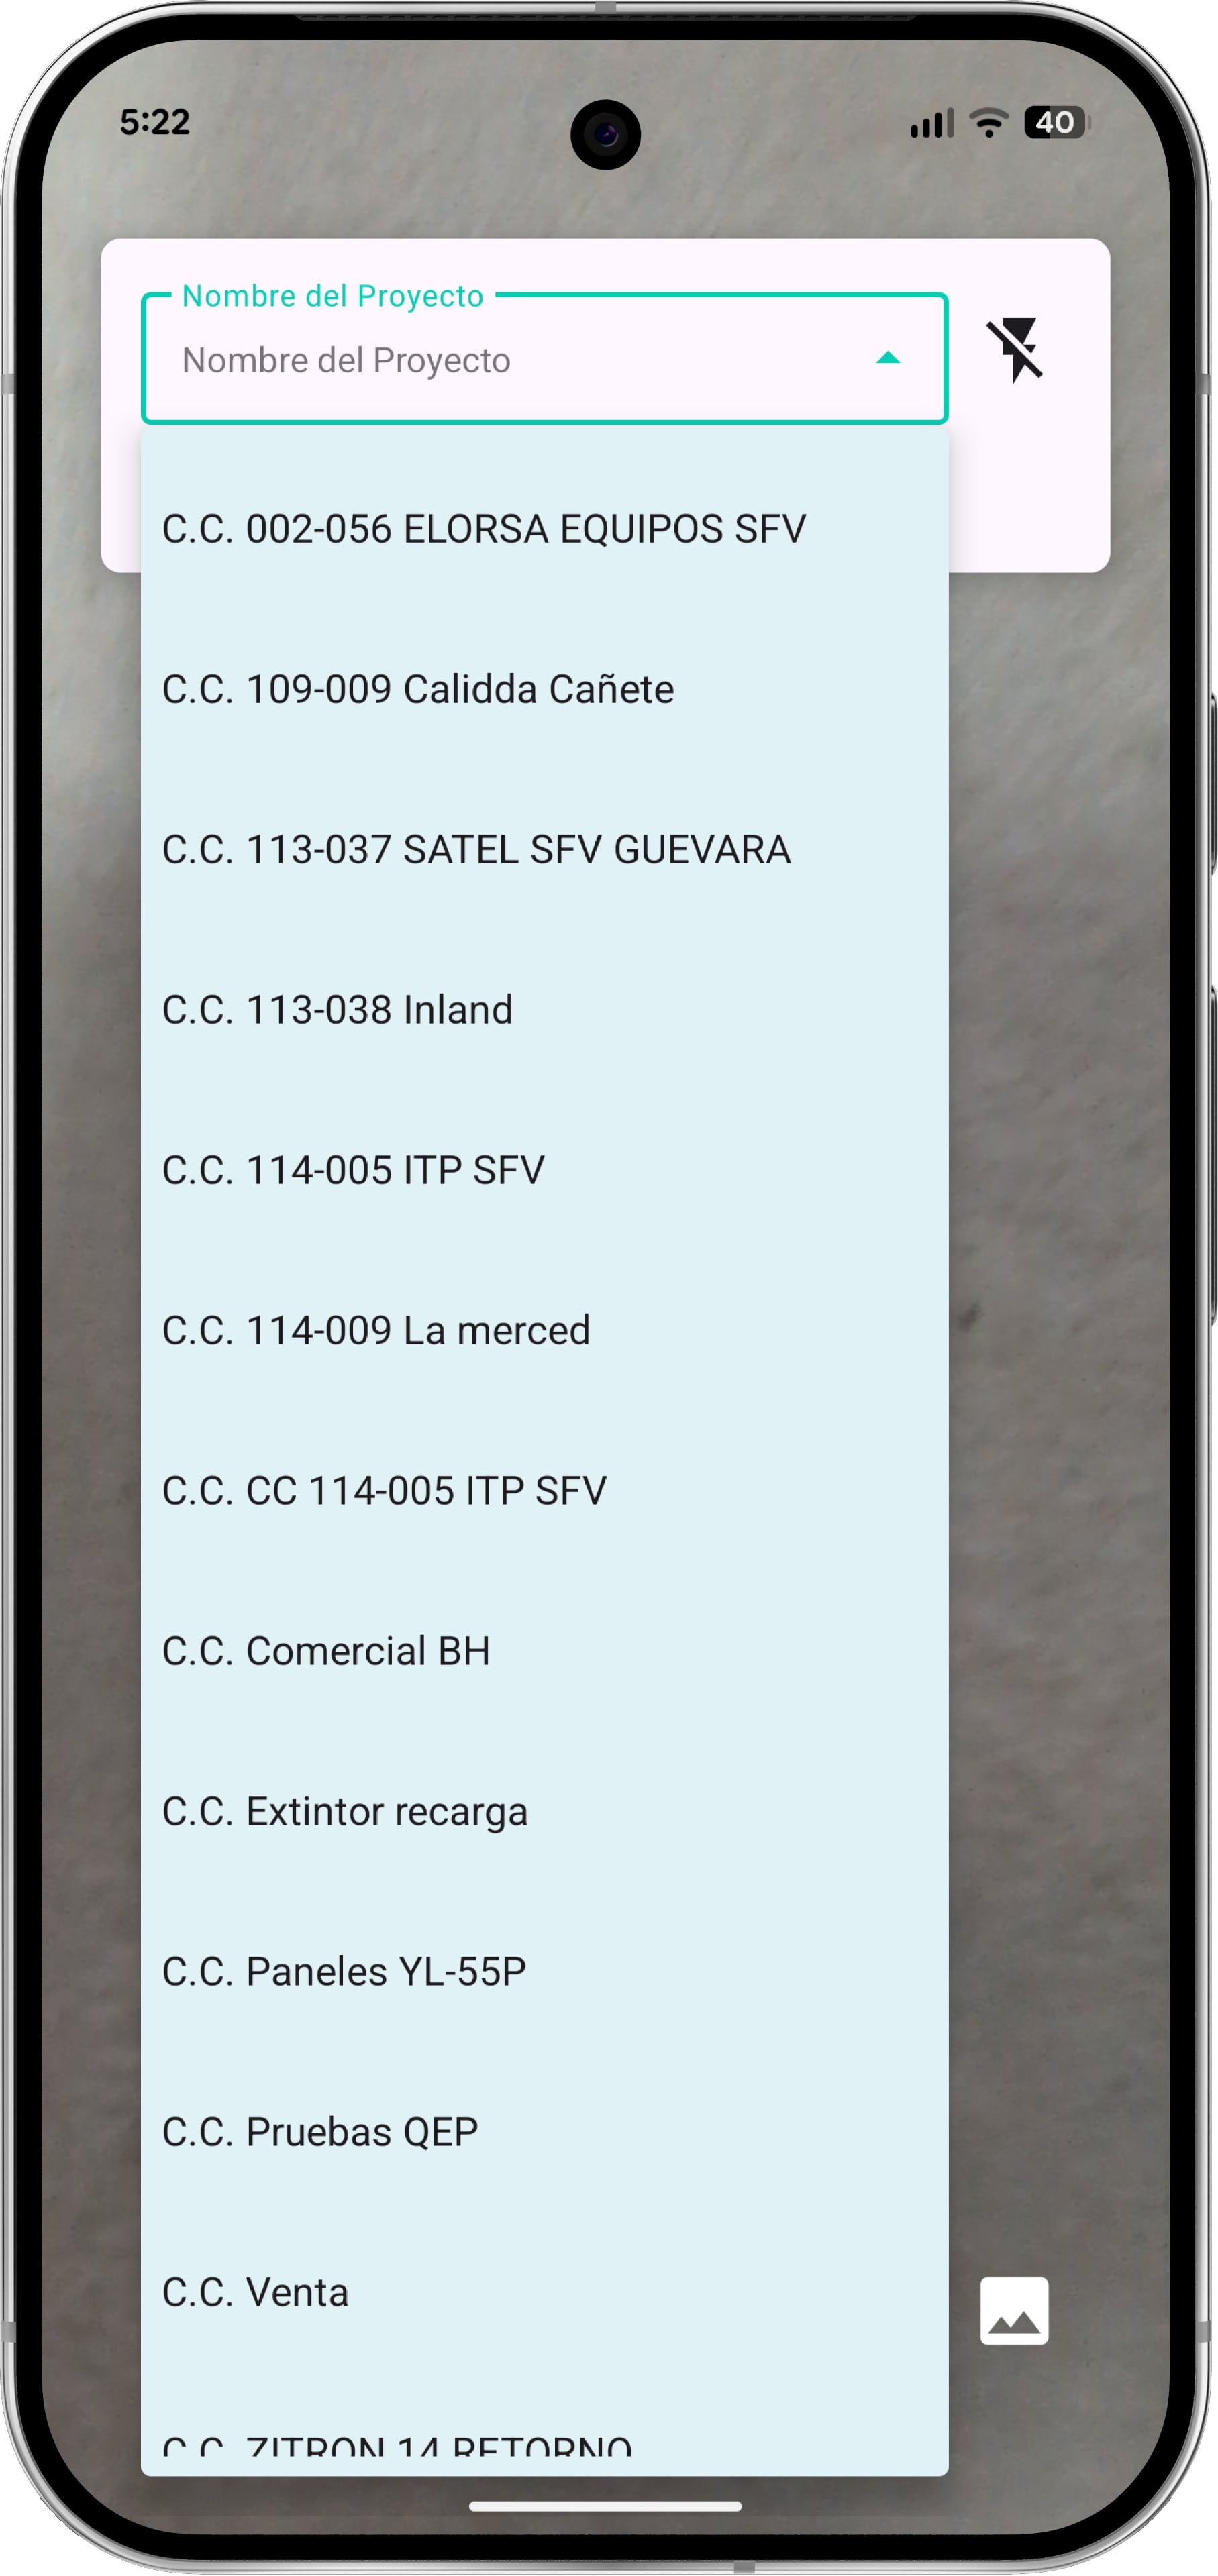 5:22
40
Nombre del Proyecto
Nombre del Proyecto
C.C. 002-056 ELORSA EQUIPOS SFV
C.C. 109-009 Calidda Cañete
C.C. 113-037 SATEL SFV GUEVARA
C.C. 113-038 Inland
C.C. 114-005 ITP SFV
C.C. 114-009 La merced
C.C. CC 114-005 ITP SFV
C.C. Comercial BH
C.C. Extintor recarga
C.C. Paneles YL-55P
C.C. Pruebas QEP
C.C. Venta
C.C. ZITRON 14 RETORNO